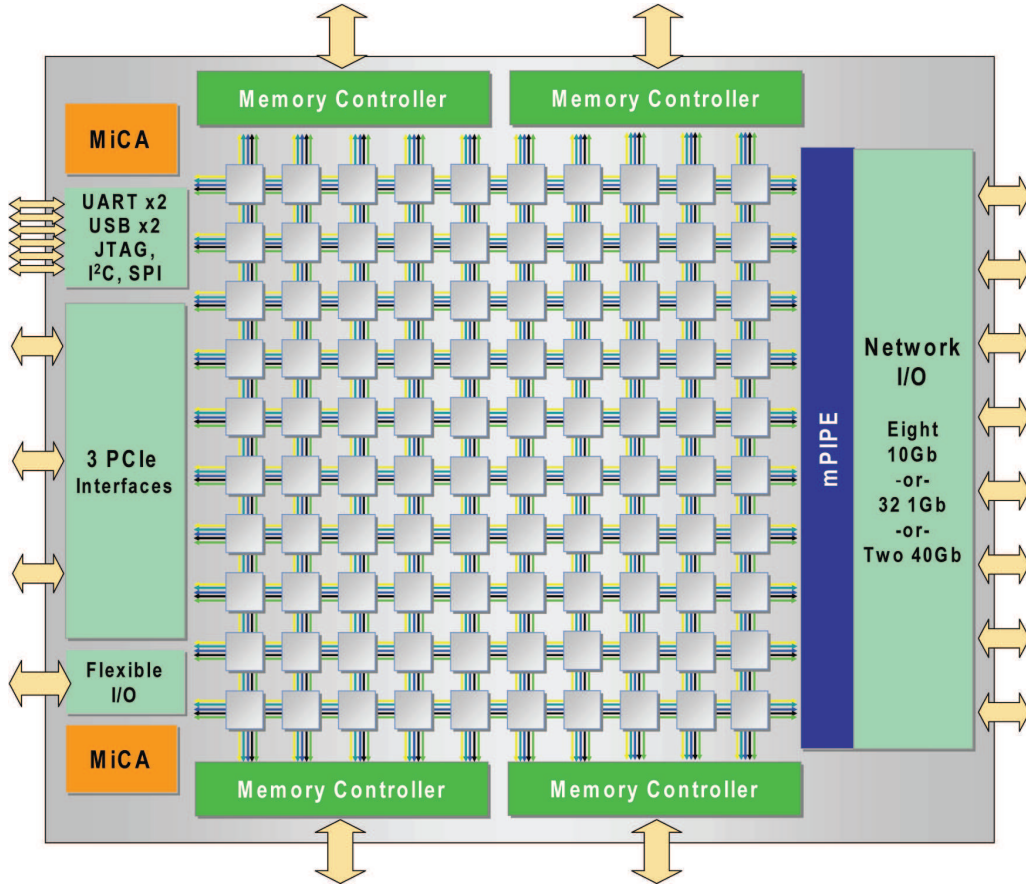 Memory Controller
Memory Controller
MiCA
UART x2
USB x2
JTAG,
I²C, SPI
3 PCIe
Interfaces
Flexible
I/O
MiCA
mPIPE
Network
I/O
Eight
10Gb
-or-
32 1Gb
-or-
Two 40Gb
Memory Controller
Memory Controller